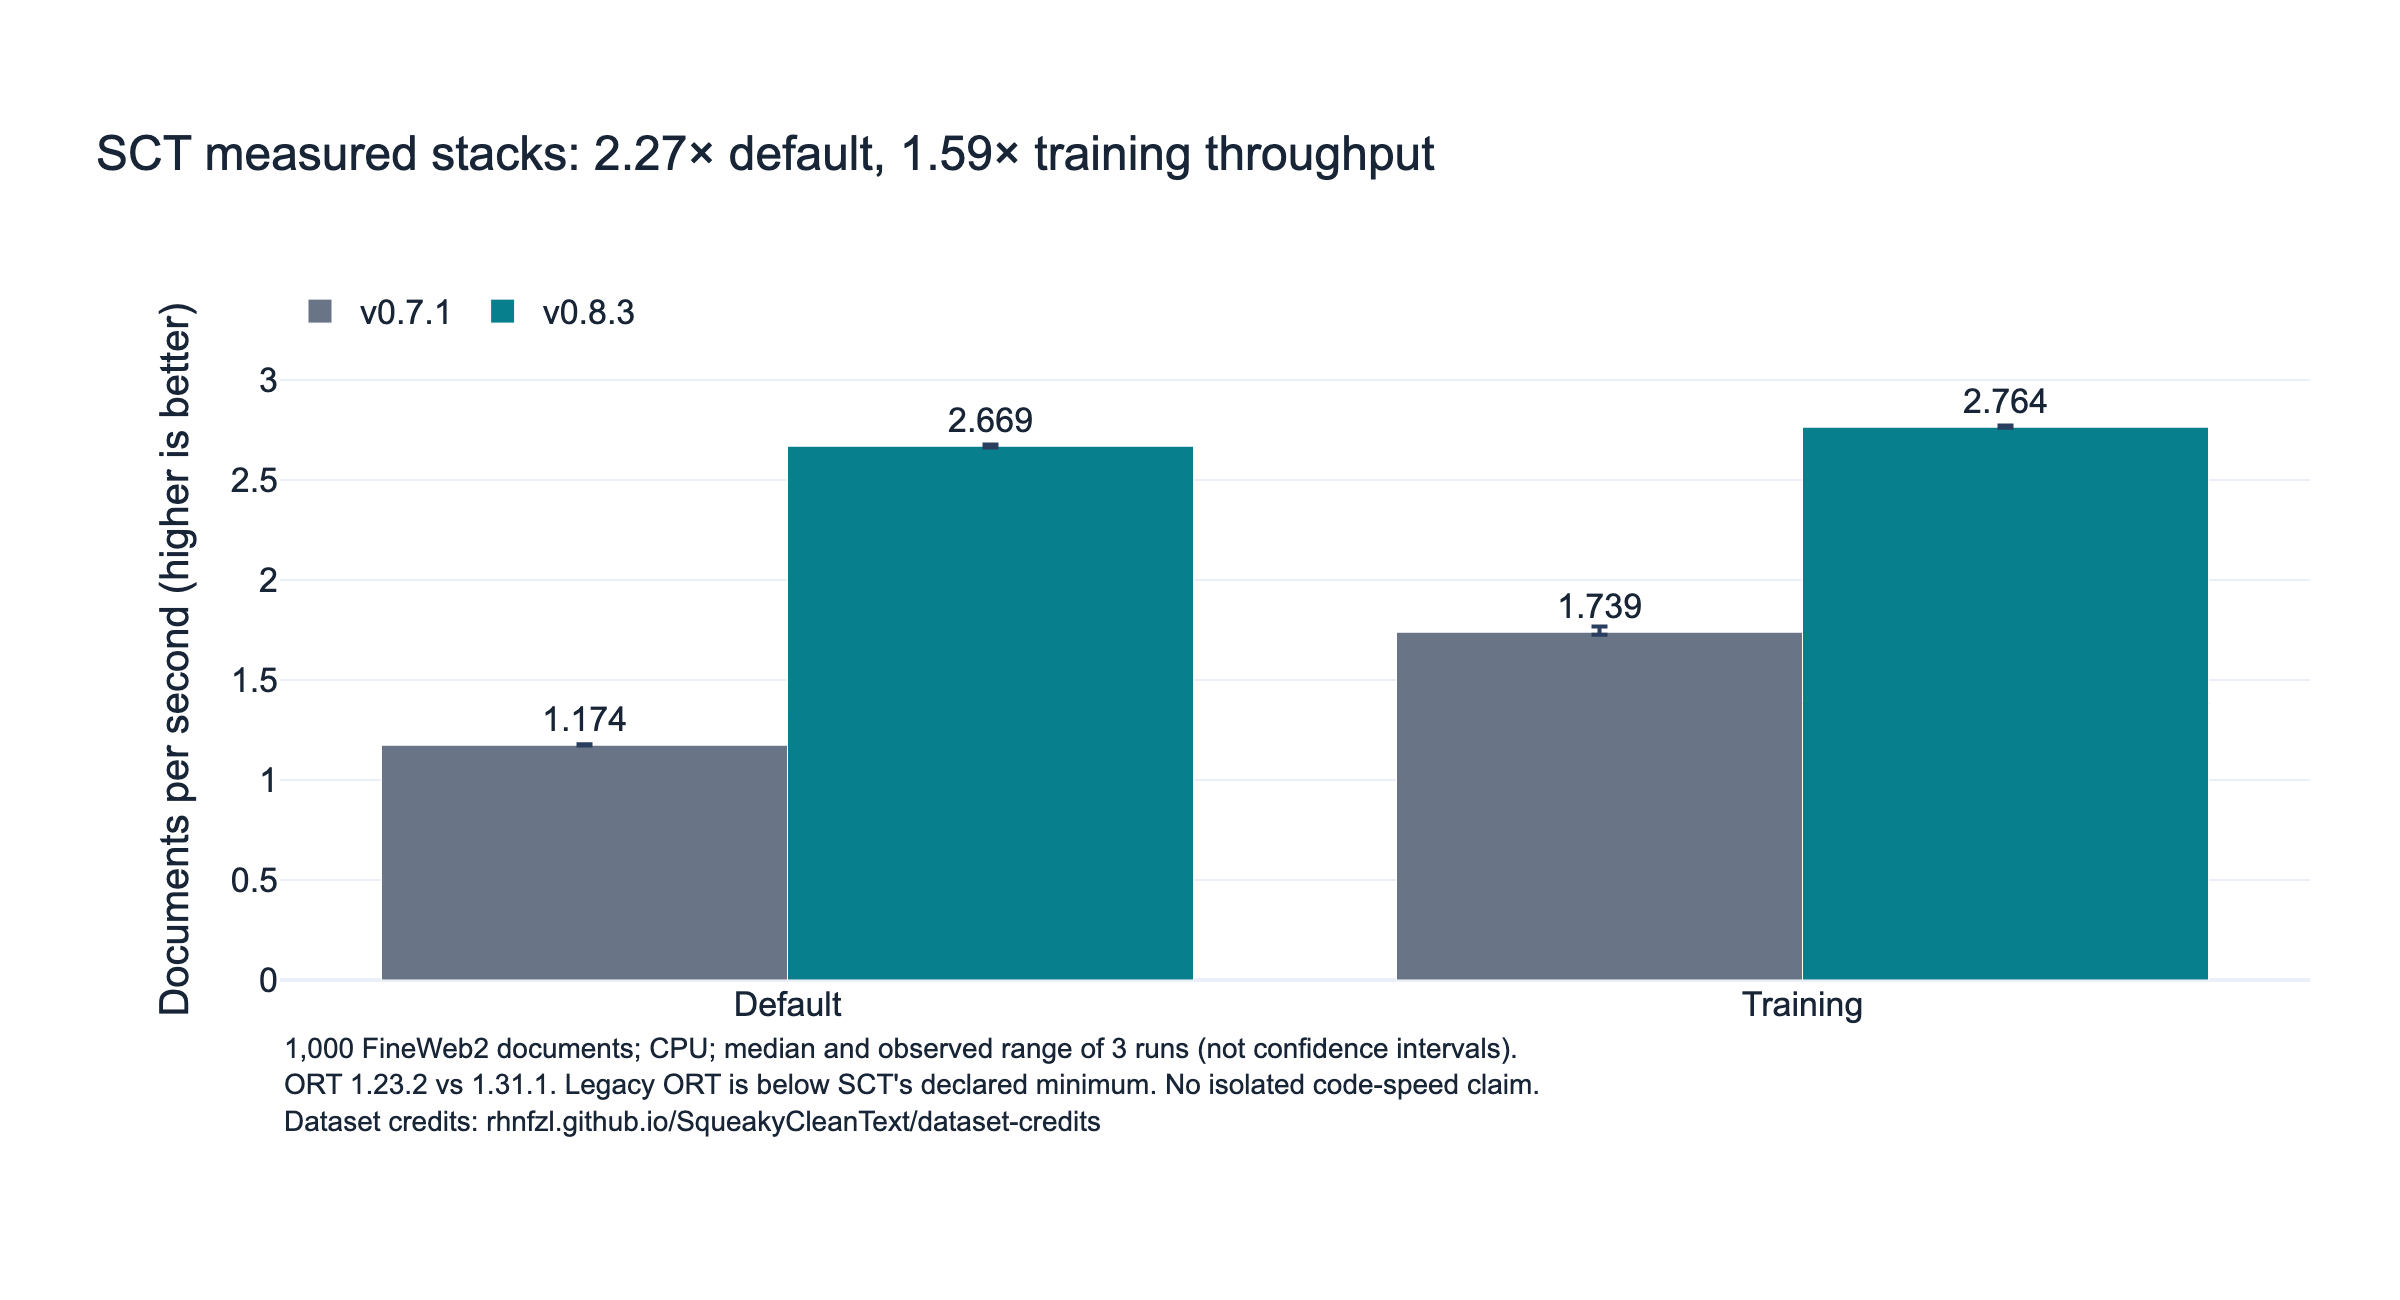 SCT measured stacks: 2.27× default, 1.59× training throughput
v0.7.1
v0.8.3
Documents per second (higher is better)
3
2.5
2
1.5
1
0.5
0
1.174
2.669
1.739
2.764
Default
Training
1,000 FineWeb2 documents; CPU; median and observed range of 3 runs (not confidence intervals).
ORT 1.23.2 vs 1.31.1. Legacy ORT is below SCT's declared minimum. No isolated code-speed claim.
Dataset credits: rhnfzl.github.io/SqueakyCleanText/dataset-credits